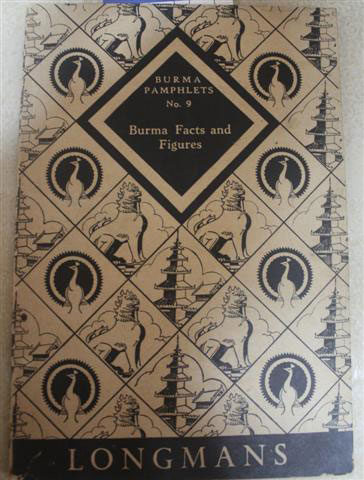 BURMA
PAMPHLETS
No. 9
Burma Facts and
Figures
LONGMANS